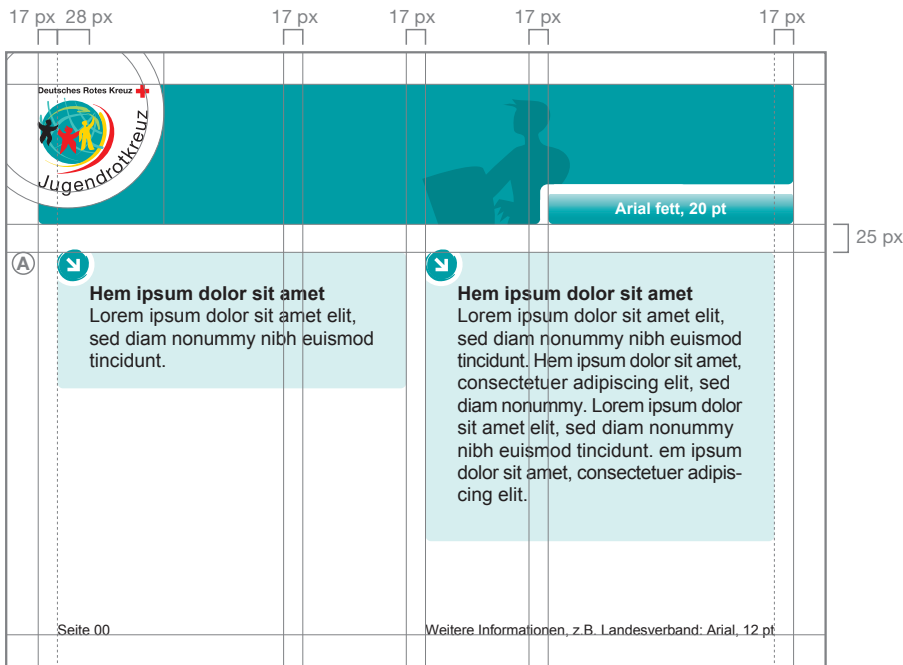 17 px 28 px 17 px 17 px 17 px 17 px
Deutsches Rotes Kreuz
Jugendrotkreuz
Arial fett, 20 pt
25 px
A
Hem ipsum dolor sit amet
Lorem ipsum dolor sit amet elit,
sed diam nonummy nibh euismod
tincidunt.
Hem ipsum dolor sit amet
Lorem ipsum dolor sit amet elit,
sed diam nonummy nibh euismod
tincidunt. Hem ipsum dolor sit amet,
consectetuer adipiscing elit, sed
diam nonummy. Lorem ipsum dolor
sit amet elit, sed diam nonummy
nibh euismod tincidunt. em ipsum
dolor sit amet, consectetuer adipis-
cing elit.
Seite 00
Weitere Informationen, z.B. Landesverband: Arial, 12 pt